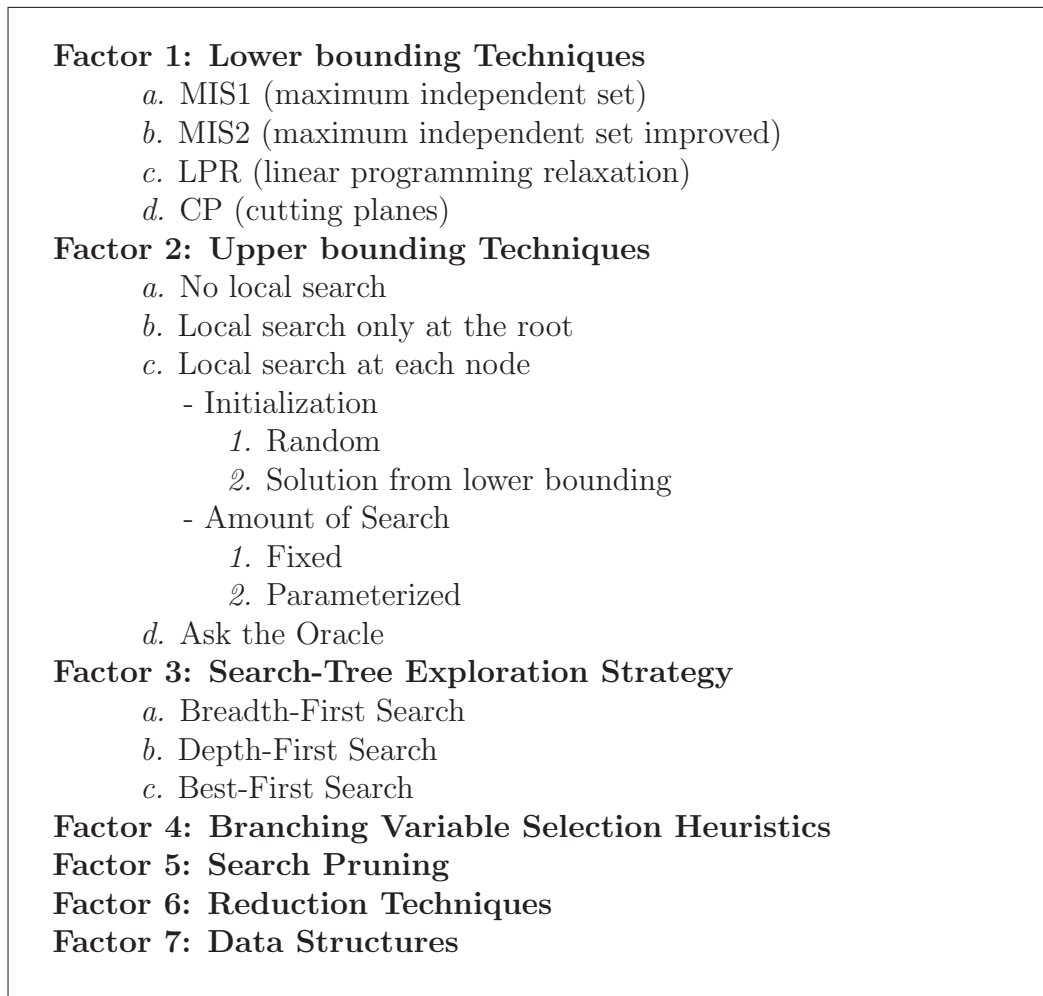 Factor 1: Lower bounding Techniques
a. MIS1 (maximum independent set)
b. MIS2 (maximum independent set improved)
c. LPR (linear programming relaxation)
d. CP (cutting planes)
Factor 2: Upper bounding Techniques
a. No local search
b. Local search only at the root
c. Local search at each node
- Initialization
1. Random
2. Solution from lower bounding
- Amount of Search
1. Fixed
2. Parameterized
d. Ask the Oracle
Factor 3: Search-Tree Exploration Strategy
a. Breadth-First Search
b. Depth-First Search
c. Best-First Search
Factor 4: Branching Variable Selection Heuristics
Factor 5: Search Pruning
Factor 6: Reduction Techniques
Factor 7: Data Structures